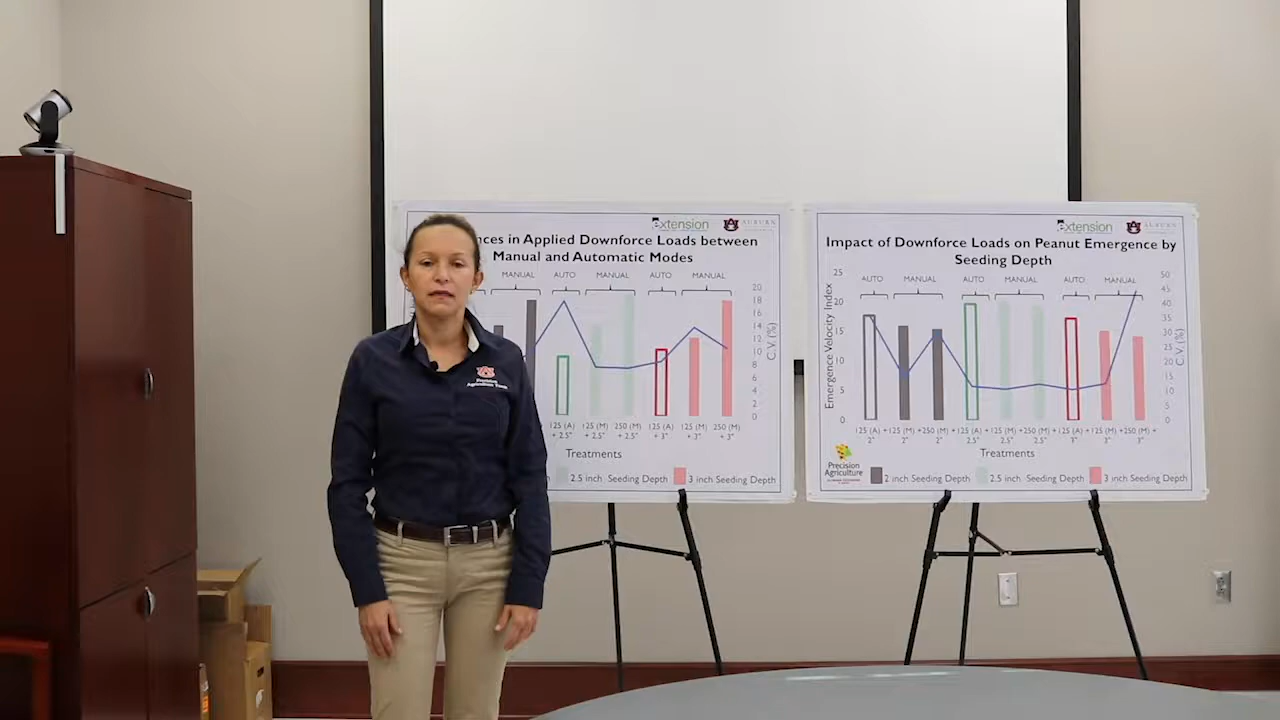 extension
AUBURN
nces in Applied Downforce Loads between
Manual and Automatic Modes
MANUAL AUTO MANUAL AUTO MANUAL
20
18
16
14
12
10
8
6
4
2
0
C.V. (%)
125 (A) 125 (M) 250 (M) 125 (A) 125 (M) 250 (M)
+ 2.5" + 2.5" + 2.5" + 3" + 3" + 3"
Treatments
2.5 inch Seeding Depth 3 inch Seeding Depth
extension
AUBURN
Impact of Downforce Loads on Peanut Emergence by
Seeding Depth
AUTO MANUAL AUTO MANUAL AUTO MANUAL
Emergence Velocity Index
25
20
15
10
5
0
50
45
40
35
30
25
20
15
10
5
0
C.V. (%)
125 (A) + 125 (M) + 250 (M) + 125 (A) + 125 (M) + 250 (M) + 125 (A) + 125 (M) + 250 (M) +
2" 2" 2" 2.5" 2.5" 2.5" 3" 3" 3"
Treatments
Precision
Agriculture
2 inch Seeding Depth 2.5 inch Seeding Depth 3 inch Seeding Depth
Precision
Agriculture Team